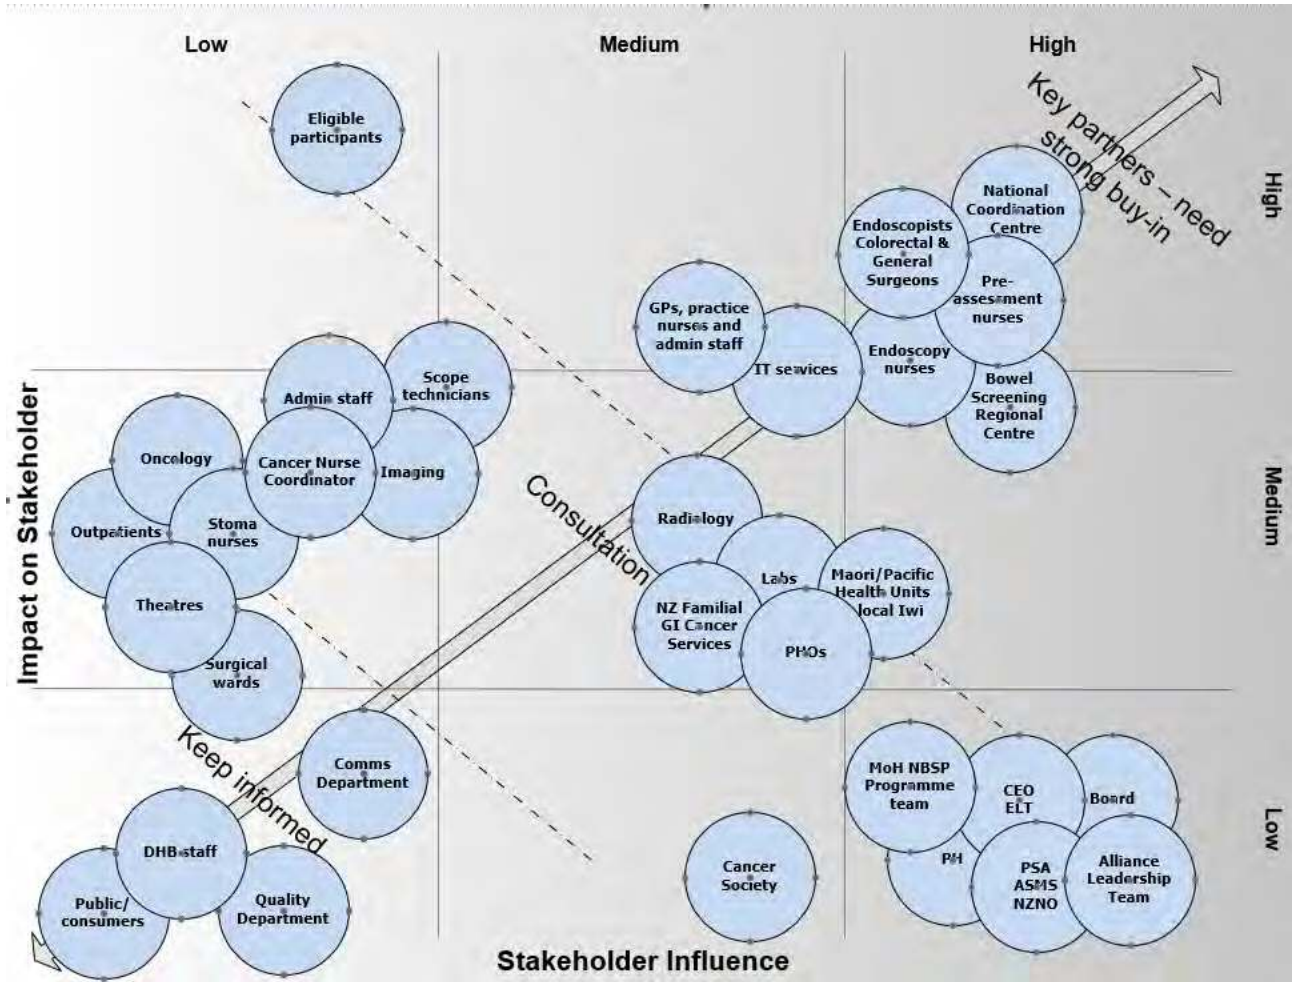 Low
Medium
High
Eligible
participants
Key partners – need
strong buy-in
High
National
Coordination
Centre
Endoscopists
Colorectal &
General
Surgeons
Pre-
assessment
nurses
GPs, practice
nurses and
admin staff
IT services
Endoscopy
nurses
Bowel
Screening
Regional
Centre
Scope
technicians
Admin staff
Oncology
Cancer Nurse
Coordinator
Imaging
Outpatients
Stoma
nurses
Theatres
Surgical
wards
Impact on Stakeholder
Consultation
Medium
Radiology
Labs
Maori/Pacific
Health Units
local Iwi
NZ Familial
GI Cancer
Services
PHOs
Keep informed
Comms
Department
DHB staff
Public/
consumers
Quality
Department
Cancer
Society
MoH NBSP
Programme
team
CEO
ELT
Board
PH
PSA
ASMS
NZNO
Alliance
Leadership
Team
Low
Stakeholder Influence